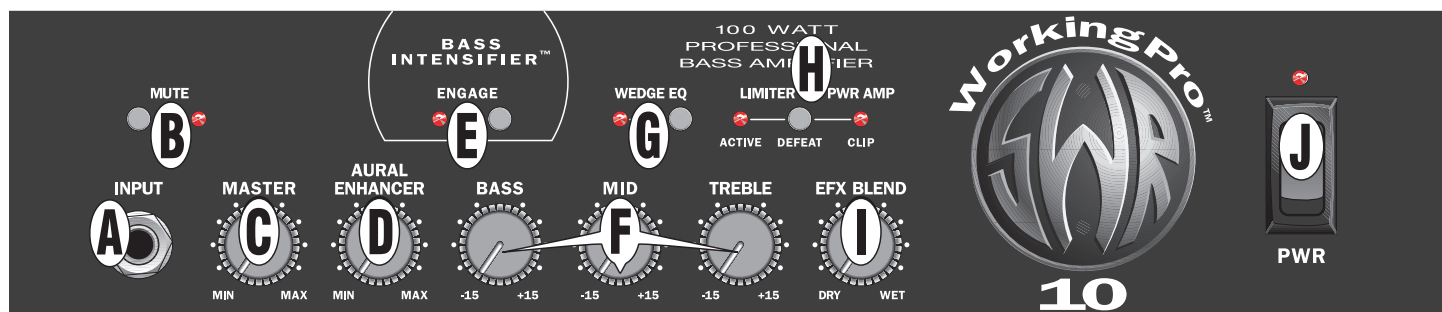 100 WATT
PROFESSIONAL
BASS AMPLIFIER
BASS
INTENSIFIER™
WorkingPro™
MUTE
B
ENGAGE
E
WEDGE EQ
G
LIMITER
H
PWR AMP
ACTIVE
DEFEAT
CLIP
SWR
10
J
PWR
INPUT
A
MASTER
C
MIN MAX
AURAL
ENHANCER
D
MIN MAX
BASS
-15 +15
MID
F
-15 +15
TREBLE
-15 +15
EFX BLEND
I
DRY WET